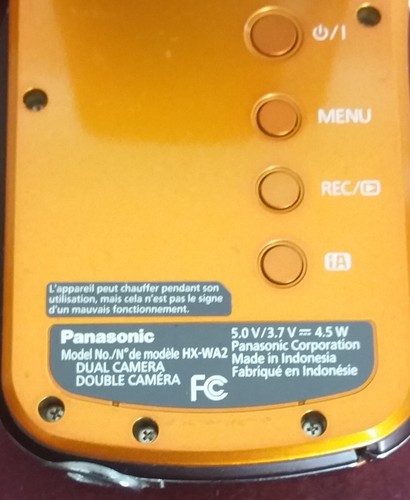 ⏻/I
MENU
REC/▶
iA
L'appareil peut chauffer pendant son
utilisation, mais cela n'est pas le signe
d'un mauvais fonctionnement.
Panasonic
Model No./N° de modèle HX-WA2
DUAL CAMERA
DOUBLE CAMÉRA
FC
5.0 V/3.7 V ⎓ 4.5 W
Panasonic Corporation
Made in Indonesia
Fabriqué en Indonésie